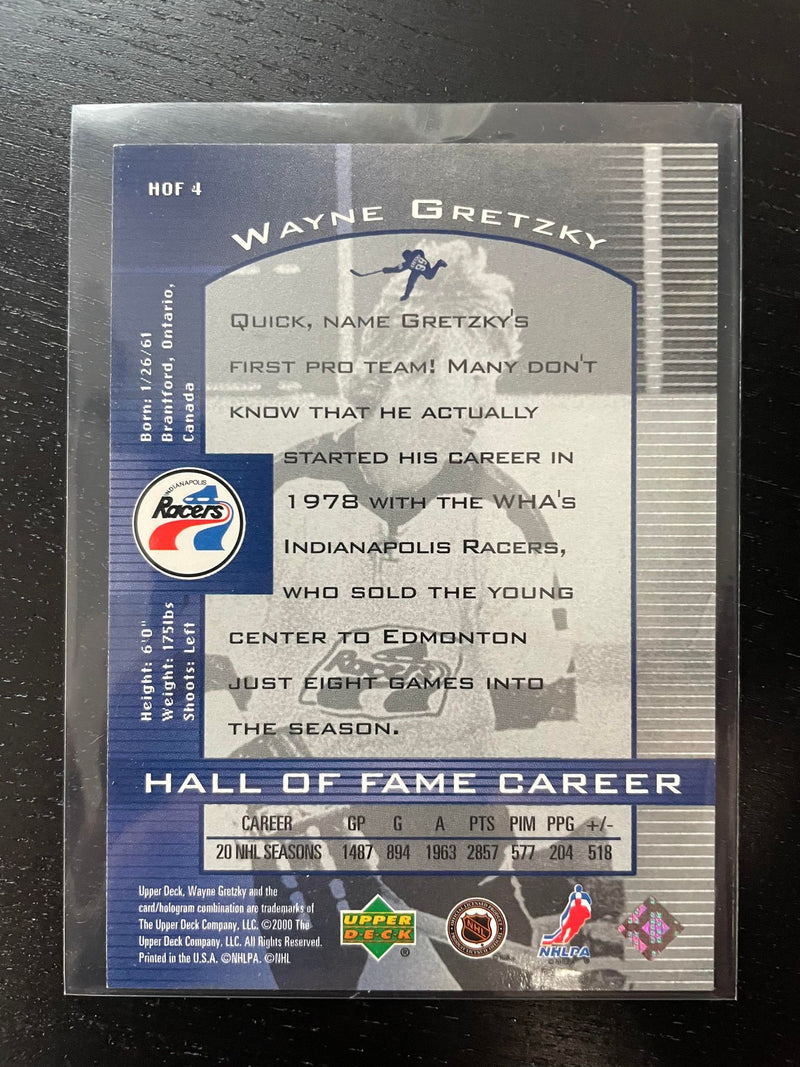 HOF 4
WAYNE GRETZKY
99
QUICK, NAME GRETZKY'S
FIRST PRO TEAM! MANY DON'T
KNOW THAT HE ACTUALLY
STARTED HIS CAREER IN
1978 WITH THE WHA'S
INDIANAPOLIS RACERS,
WHO SOLD THE YOUNG
CENTER TO EDMONTON
JUST EIGHT GAMES INTO
THE SEASON.
Born: 1/26/61
Brantford, Ontario,
Canada
INDIANAPOLIS
Racers
Height: 6'0"
Weight: 175lbs
Shoots: Left
Racers
HALL OF FAME CAREER
CAREER GP G A PTS PIM PPG +/-
20 NHL SEASONS 1487 894 1963 2857 577 204 518
Upper Deck, Wayne Gretzky and the
card/hologram combination are trademarks of
The Upper Deck Company, LLC. ©2000 The
Upper Deck Company, LLC. All Rights Reserved.
Printed in the U.S.A. ©NHLPA. ©NHL
UPPER
DECK
®
NHL
NHLPA
UPPER
DECK